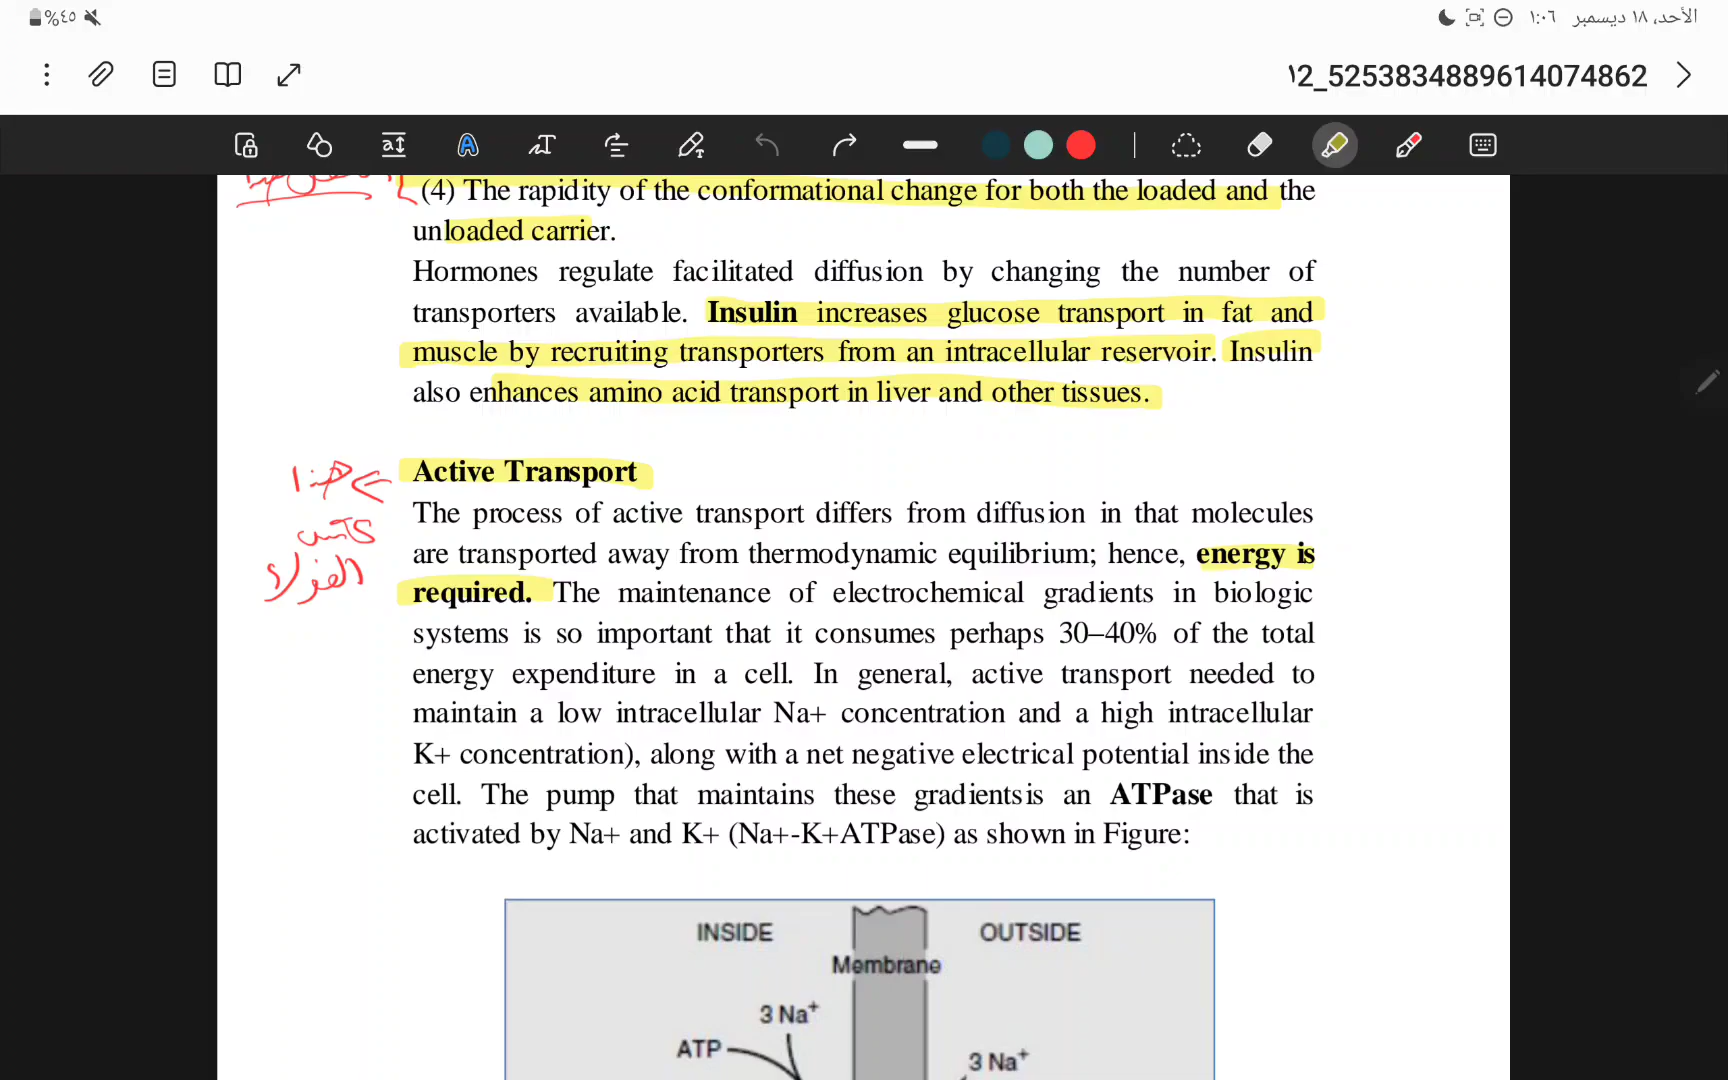 ٪٤٥
الأحد، ١٨ ديسمبر ١:٠٦
12_5253834889614074862
(4) The rapidity of the conformational change for both the loaded and the
unloaded carrier.
Hormones regulate facilitated diffusion by changing the number of
transporters available. Insulin increases glucose transport in fat and
muscle by recruiting transporters from an intracellular reservoir. Insulin
also enhances amino acid transport in liver and other tissues.
Active Transport
هنا
The process of active transport differs from diffusion in that molecules
are transported away from thermodynamic equilibrium; hence, energy is
required. The maintenance of electrochemical gradients in biologic
systems is so important that it consumes perhaps 30–40% of the total
energy expenditure in a cell. In general, active transport needed to
maintain a low intracellular Na+ concentration and a high intracellular
K+ concentration), along with a net negative electrical potential inside the
cell. The pump that maintains these gradientsis an ATPase that is
activated by Na+ and K+ (Na+-K+ATPase) as shown in Figure:
INSIDE
OUTSIDE
Membrane
3 Na+
ATP
3 Na+